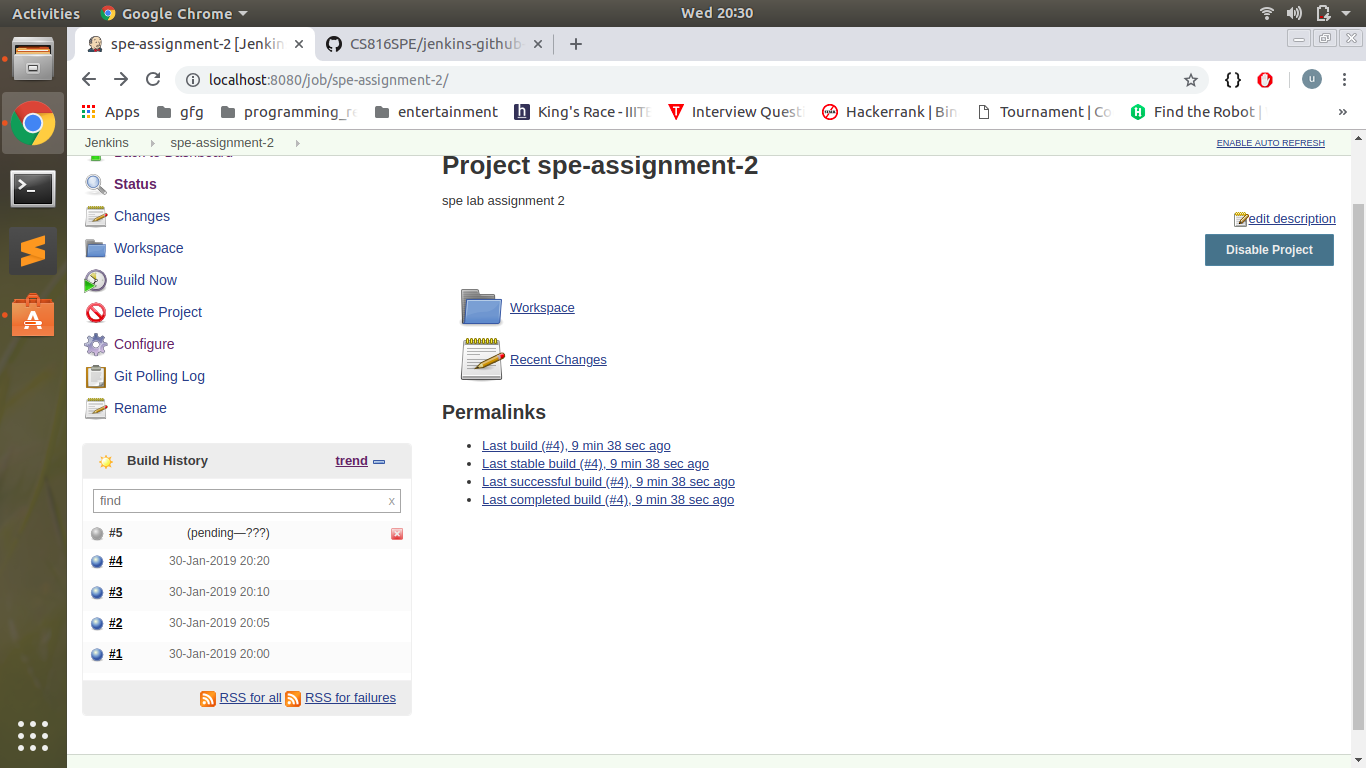 Activities Google Chrome Wed 20:30
spe-assignment-2 [Jenkin CS816SPE/jenkins-github
localhost:8080/job/spe-assignment-2/ u
Apps gfg programming_re entertainment King's Race - IIITB Interview Quest Hackerrank | Bin Tournament | Co Find the Robot | »
Jenkins spe-assignment-2 ENABLE AUTO REFRESH
Back to Dashboard
Status
Changes
Workspace
Build Now
Delete Project
Configure
Git Polling Log
Rename
Build History trend
find x
#5 (pending—???)
#4 30-Jan-2019 20:20
#3 30-Jan-2019 20:10
#2 30-Jan-2019 20:05
#1 30-Jan-2019 20:00
RSS for all RSS for failures
Project spe-assignment-2
spe lab assignment 2
edit description
Disable Project
Workspace
Recent Changes
Permalinks
Last build (#4), 9 min 38 sec ago
Last stable build (#4), 9 min 38 sec ago
Last successful build (#4), 9 min 38 sec ago
Last completed build (#4), 9 min 38 sec ago